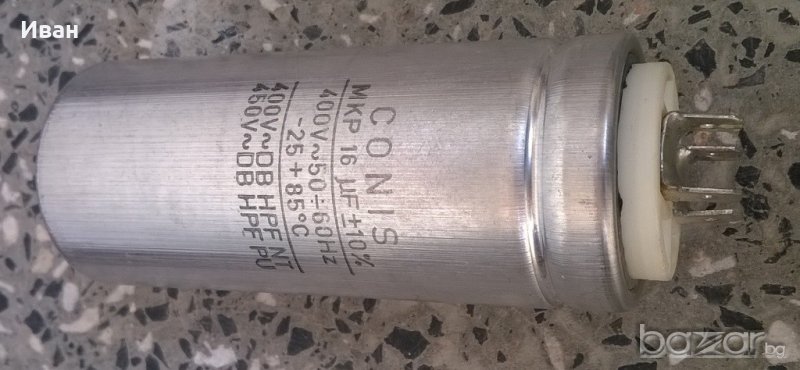 Иван
CONIS
MKP 16 µF ±10%
400V~50÷60Hz
-25+85°C
400V~DB HPF NT
450V~DB HPF PU
bazar.bg